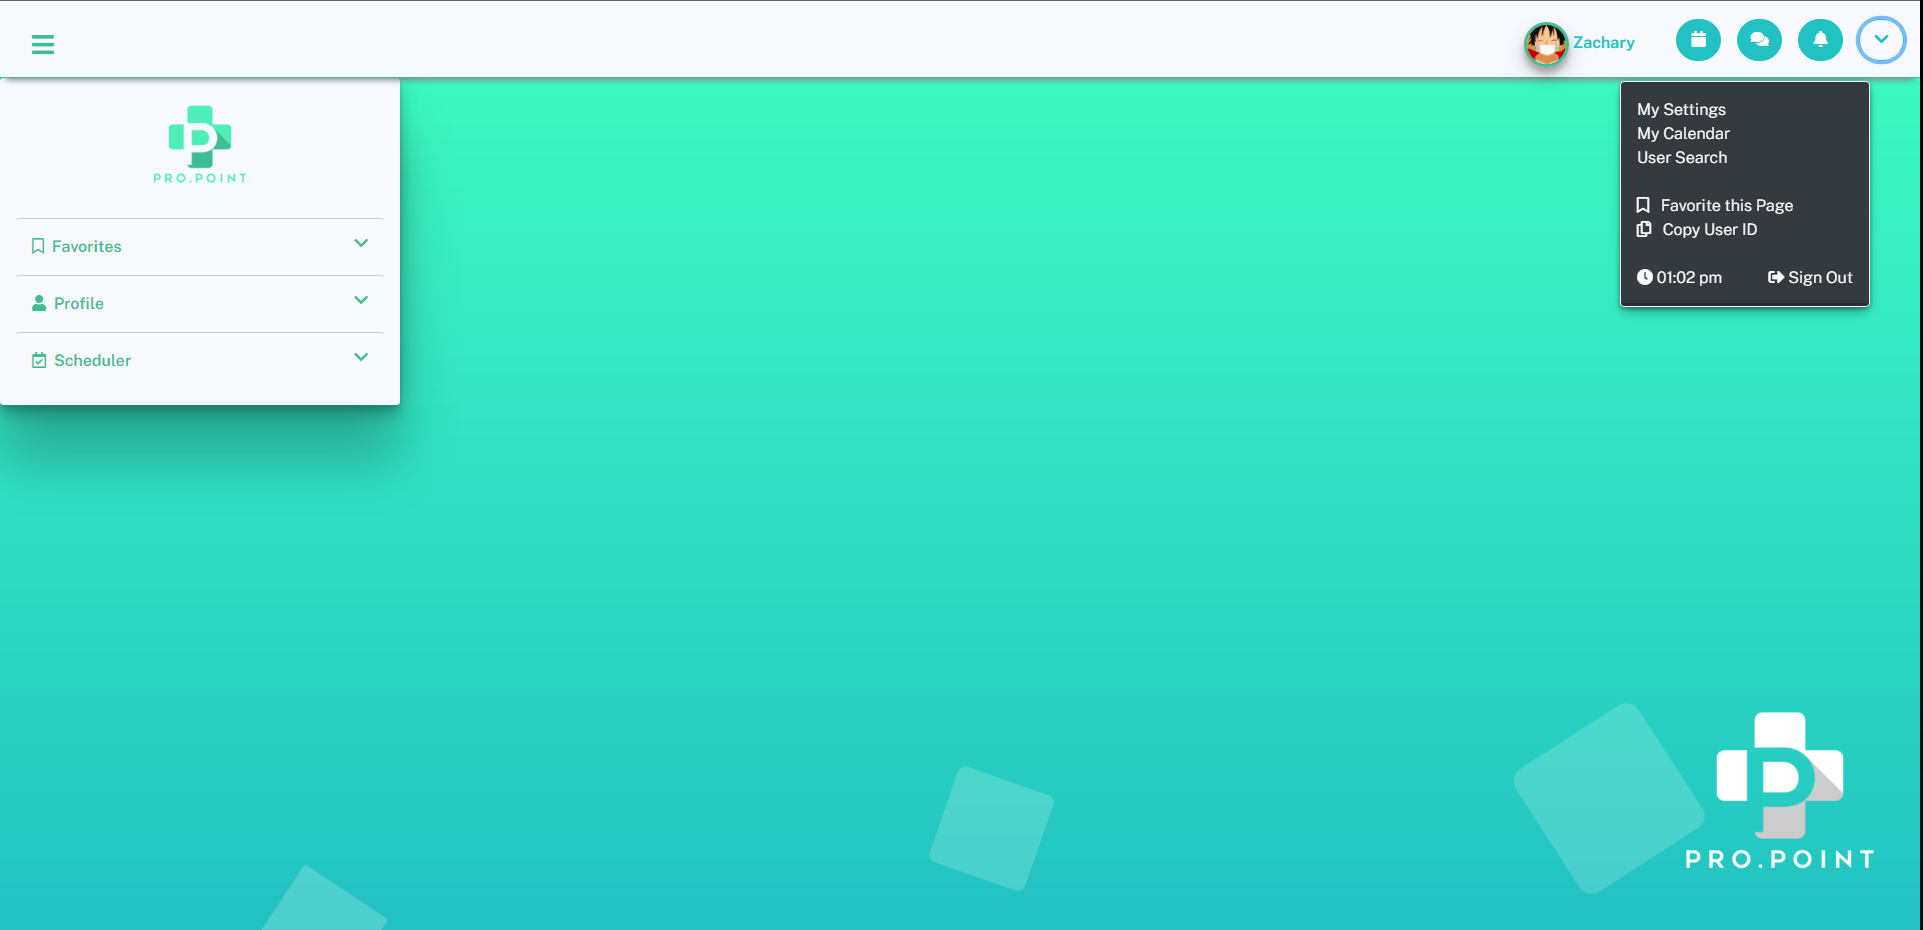 Zachary
My Settings
My Calendar
User Search
Favorite this Page
Copy User ID
01:02 pm Sign Out
PRO.POINT
Favorites
Profile
Scheduler
PRO.POINT